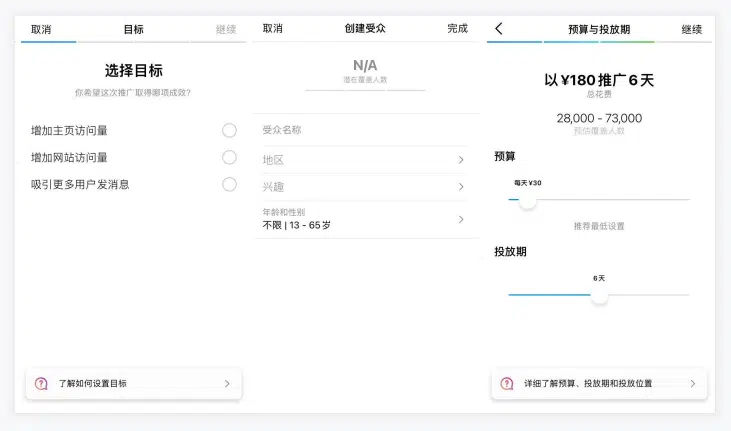 取消 目标 继续
选择目标
你希望这次推广取得哪项成效?
增加主页访问量
增加网站访问量
吸引更多用户发消息
了解如何设置目标
取消 创建受众 完成
N/A
潜在覆盖人数
受众名称
地区
兴趣
年龄和性别
不限 | 13 - 65 岁
预算与投放期 继续
以 ¥180 推广 6 天
总花费
28,000 - 73,000
预估覆盖人数
预算
每天 ¥30
推荐最低设置
投放期
6 天
详细了解预算、投放期和投放位置